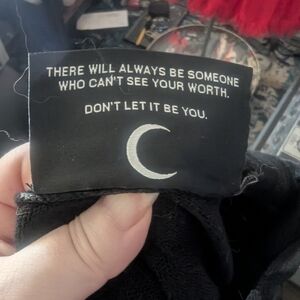 THERE WILL ALWAYS BE SOMEONE
WHO CAN'T SEE YOUR WORTH.
DON'T LET IT BE YOU.